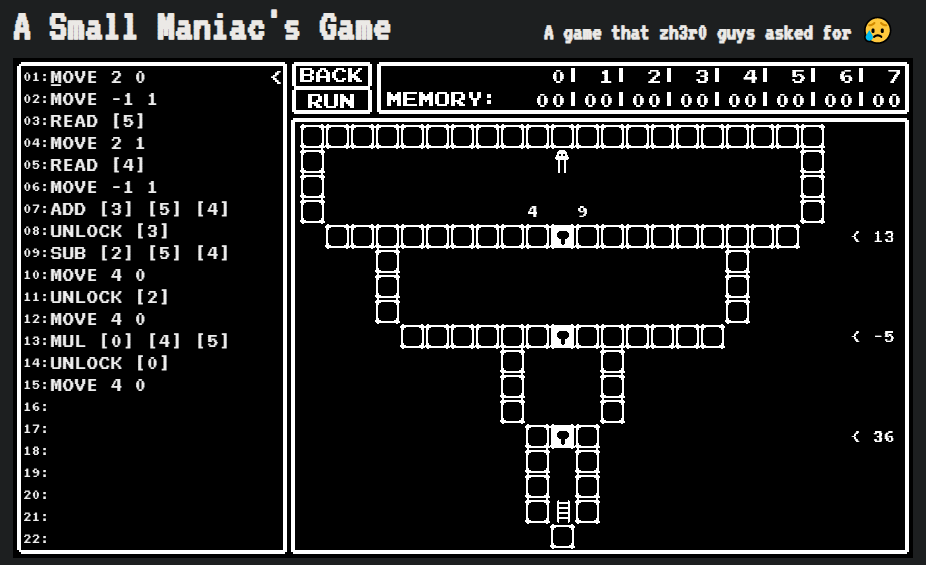 A Small Maniac's Game
A game that zh3r0 guys asked for 😥
01:MOVE 2 0 <
02:MOVE -1 1
03:READ [5]
04:MOVE 2 1
05:READ [4]
06:MOVE -1 1
07:ADD [3] [5] [4]
08:UNLOCK [3]
09:SUB [2] [5] [4]
10:MOVE 4 0
11:UNLOCK [2]
12:MOVE 4 0
13:MUL [0] [4] [5]
14:UNLOCK [0]
15:MOVE 4 0
16:
17:
18:
19:
20:
21:
22:
BACK
RUN
0| 1| 2| 3| 4| 5| 6| 7
MEMORY: 00|00|00|00|00|00|00|00
4 9
< 13
< -5
< 36